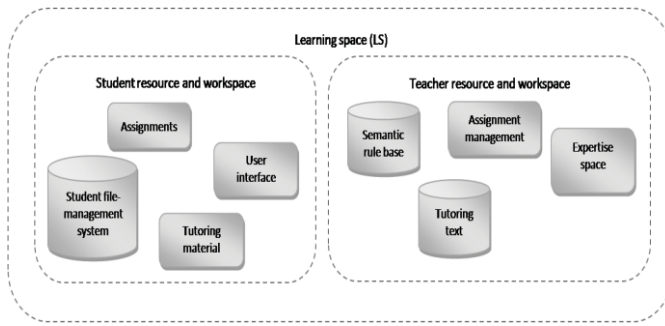 Learning space (LS)
Student resource and workspace
Assignments
User
interface
Student file-
management
system
Tutoring
material
Teacher resource and workspace
Semantic
rule base
Assignment
management
Expertise
space
Tutoring
text